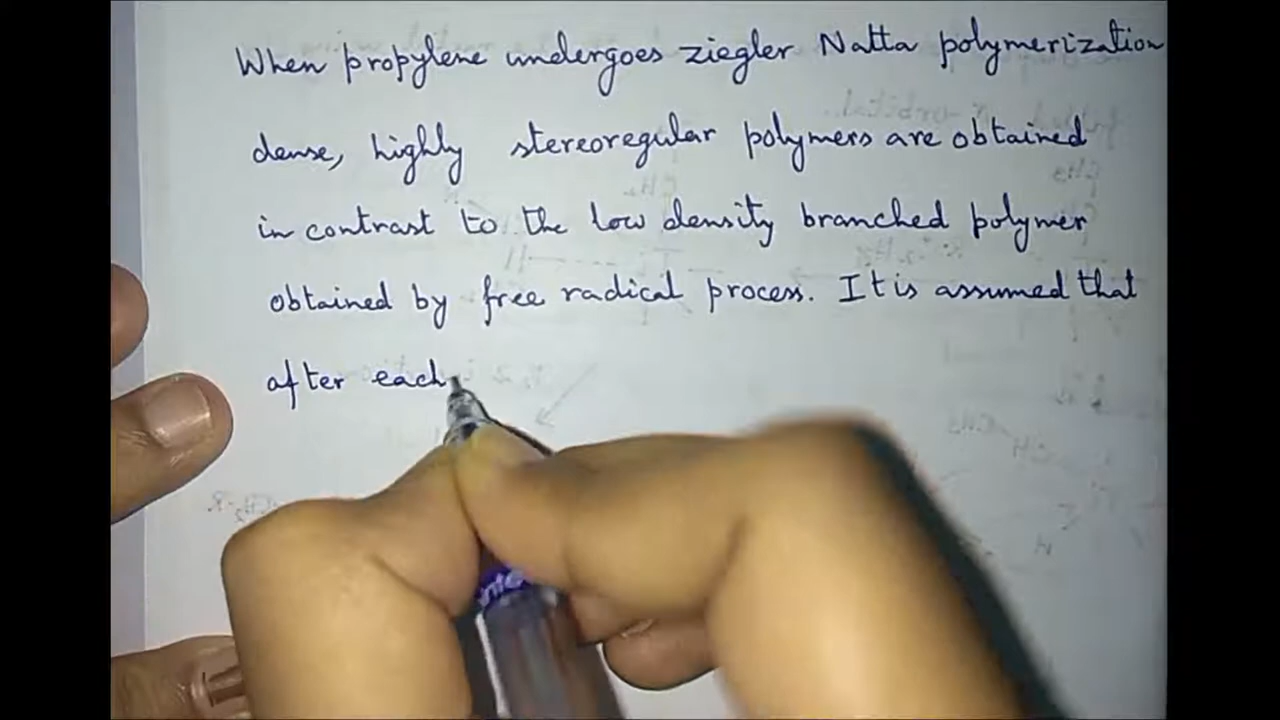 When propylene undergoes ziegler Natta polymerization
dense, highly stereoregular polymers are obtained
in contrast to the low density branched polymer
obtained by free radical process. It is assumed that
after each